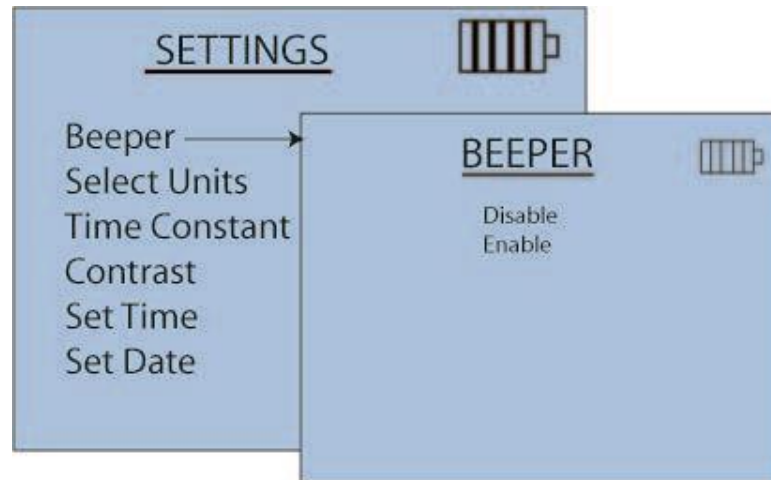 SETTINGS
Beeper
Select Units
Time Constant
Contrast
Set Time
Set Date
BEEPER
Disable
Enable